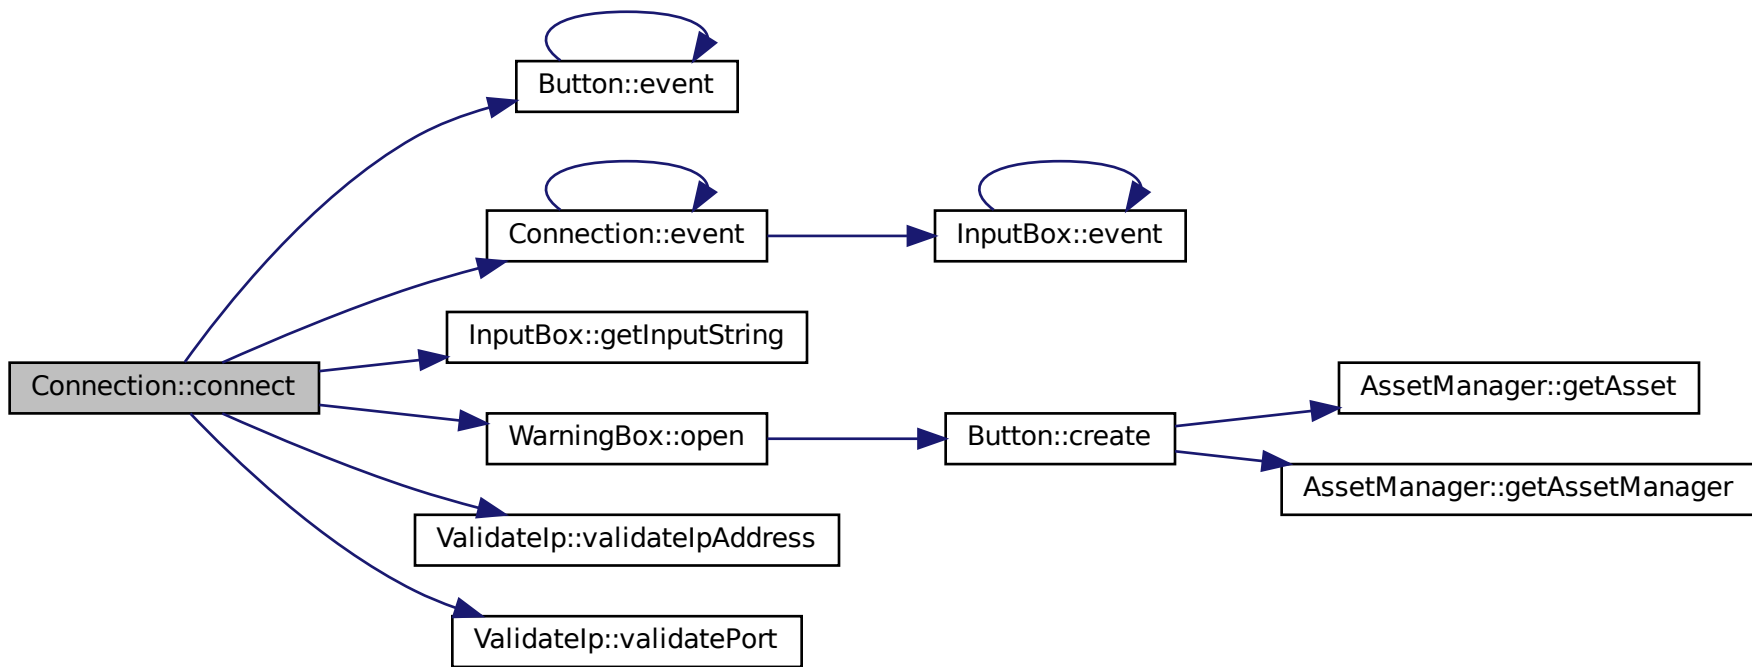 Button::event
Connection::event
InputBox::event
InputBox::getInputString
Connection::connect
AssetManager::getAsset
WarningBox::open
Button::create
AssetManager::getAssetManager
ValidateIp::validateIpAddress
ValidateIp::validatePort